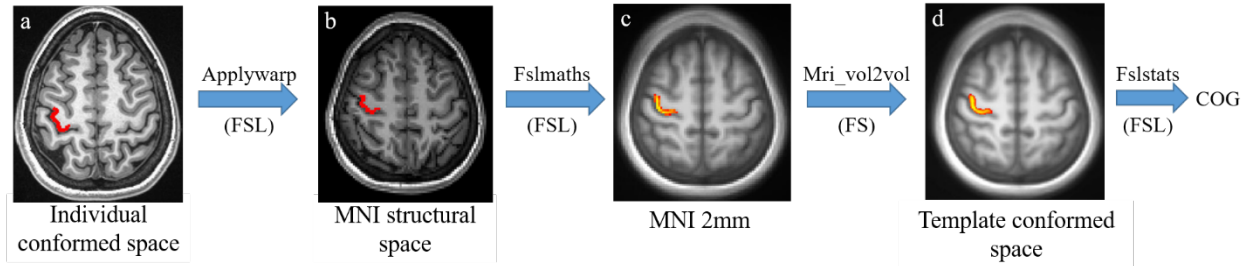 a
b
c
d
Applywarp
(FSL)
Fslmaths
(FSL)
Mri_vol2vol
(FS)
Fslstats
(FSL)
COG
Individual
conformed space
MNI structural
space
MNI 2mm
Template conformed
space